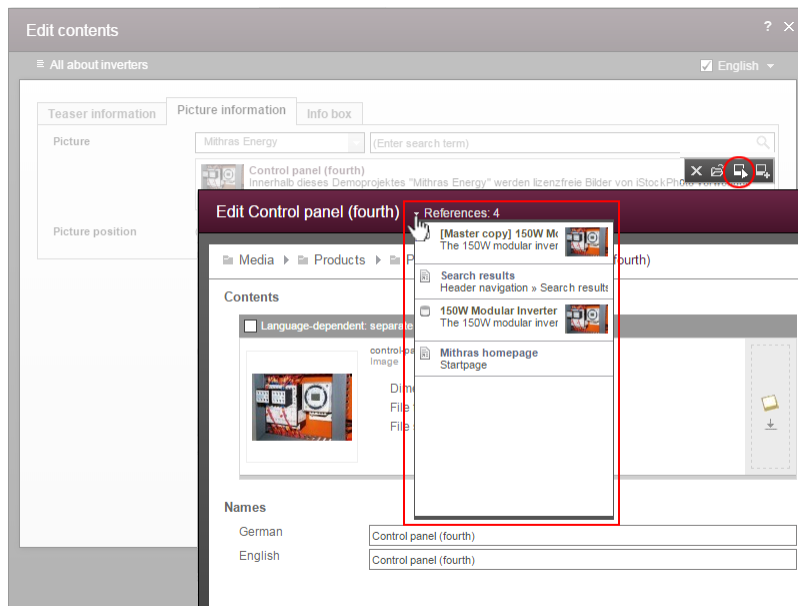 Edit contents
?
All about inverters
English
Teaser information
Picture information
Info box
Picture
Mithras Energy
(Enter search term)
Control panel (fourth)
Innerhalb dieses Demoprojektes "Mithras Energy" werden lizenzfreie Bilder von iStockPhoto verwendet
Picture position
Edit Control panel (fourth)
References: 4
[Master copy] 150W Mo
The 150W modular inver
Search results
Header navigation » Search results
150W Modular Inverter
The 150W modular inver
Mithras homepage
Startpage
Media
Products
P
fourth)
Contents
Language-dependent: separate
control-pa
Image
Dime
File
File
Names
German
Control panel (fourth)
English
Control panel (fourth)